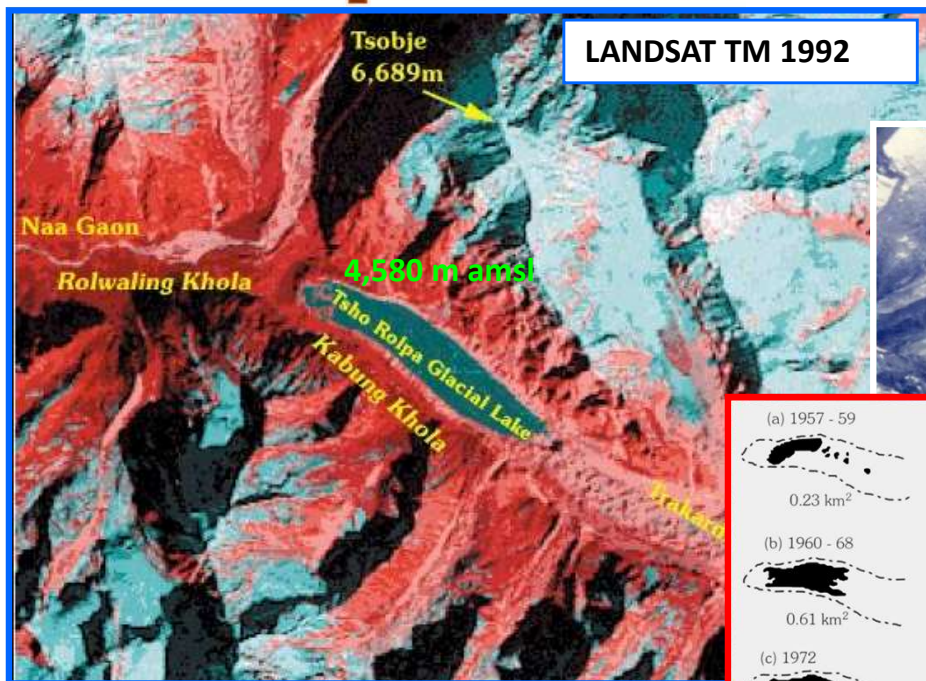 LANDSAT TM 1992
Tsobje
6,689m
Naa Gaon
Rolwaling Khola
4,580 m amsl
Tsho Rolpa Glacial Lake
Kabung Khola
(a) 1957 - 59
0.23 km²
(b) 1960 - 68
0.61 km²
(c) 1972